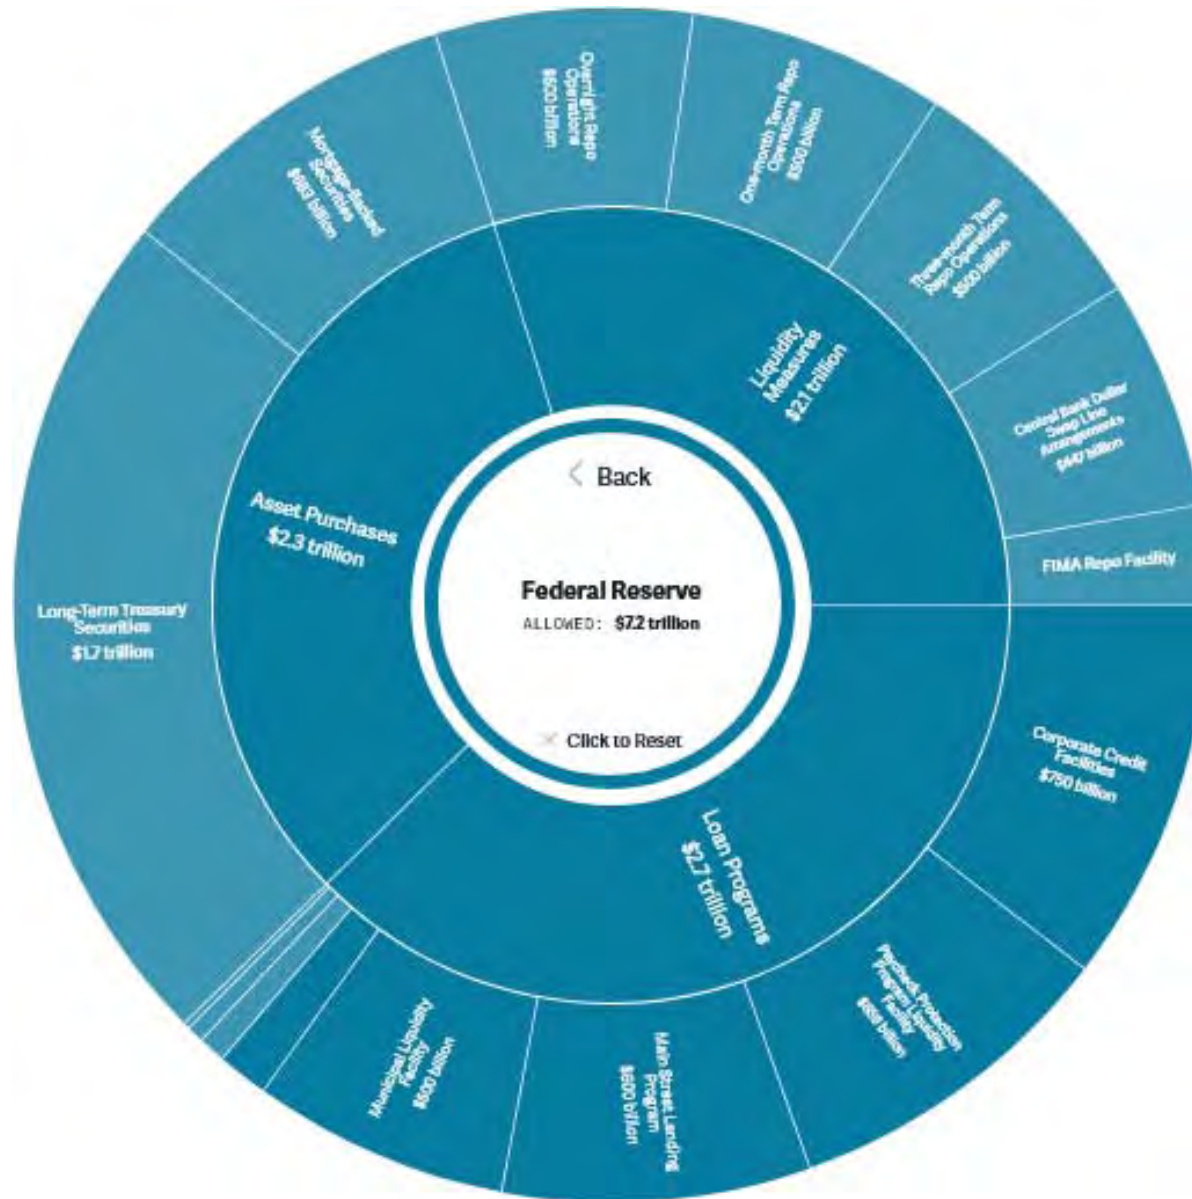 Back
Federal Reserve
ALLOWED: $7.2 trillion
Click to Reset
Liquidity
Measures
$2.1 trillion
Overnight Repo
Operations
$500 billion
One-month Term Repo
Operations
$500 billion
Three-month Term
Repo Operations
$500 billion
Central Bank Dollar
Swap Line
Arrangements
billion
FIMA Repo Facility
Loan Programs
$2.7 trillion
Corporate Credit
Facilities
$750 billion
Paycheck Protection
Program Liquidity
Facility
billion
Main Street Lending
Program
$600 billion
Municipal Liquidity
Facility
$500 billion
Asset Purchases
$2.3 trillion
Long-Term Treasury
Securities
$1.7 trillion
Mortgage-Backed
Securities
billion